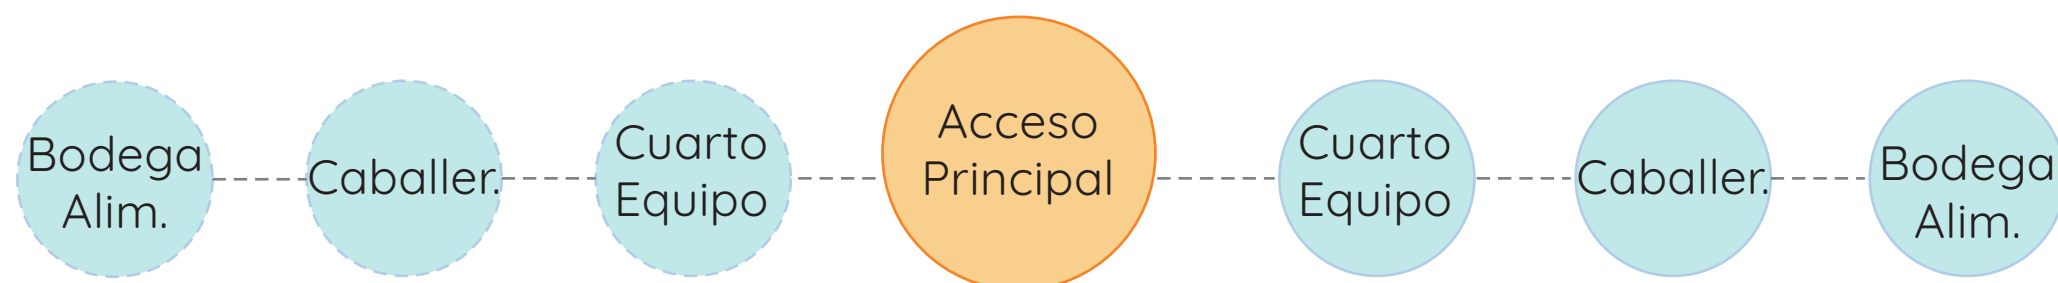 Bodega
Alim.
Caballer.
Cuarto
Equipo
Acceso
Principal
Cuarto
Equipo
Caballer.
Bodega
Alim.